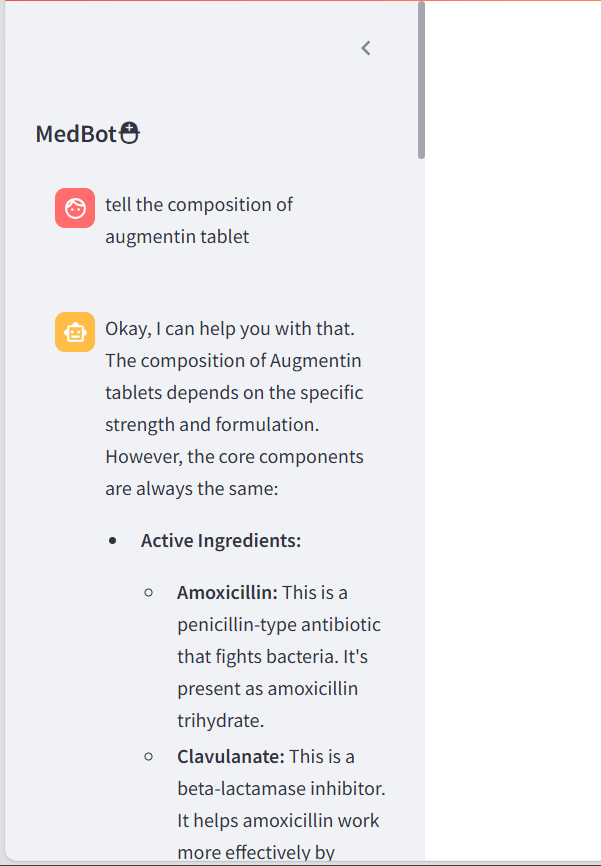 MedBot
tell the composition of
augmentin tablet
Okay, I can help you with that.
The composition of Augmentin
tablets depends on the specific
strength and formulation.
However, the core components
are always the same:
Active Ingredients:
Amoxicillin: This is a
penicillin-type antibiotic
that fights bacteria. It's
present as amoxicillin
trihydrate.
Clavulanate: This is a
beta-lactamase inhibitor.
It helps amoxicillin work
more effectively by